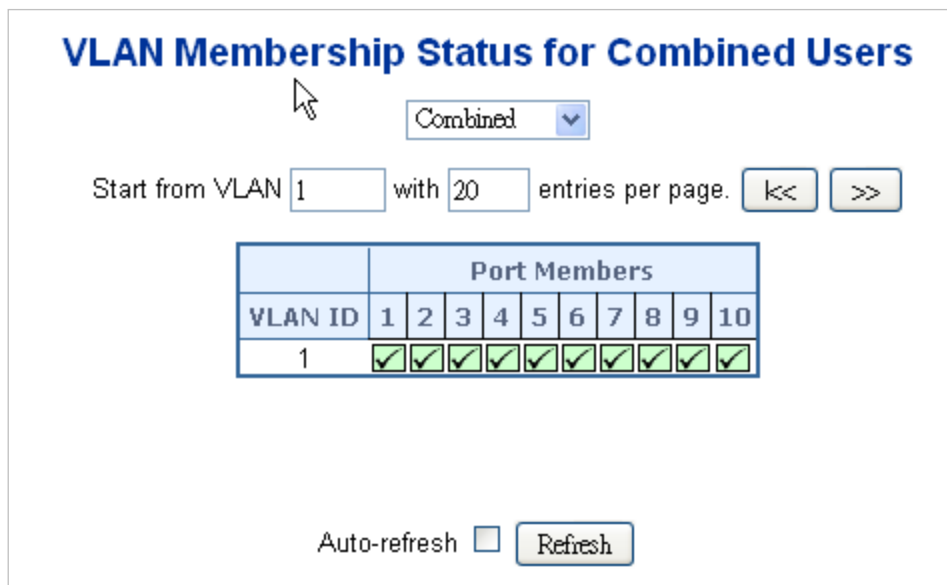 VLAN Membership Status for Combined Users
Combined
Start from VLAN 1 with 20 entries per page. k<< >>
Port Members
VLAN ID 1 2 3 4 5 6 7 8 9 10
1
Auto-refresh Refresh